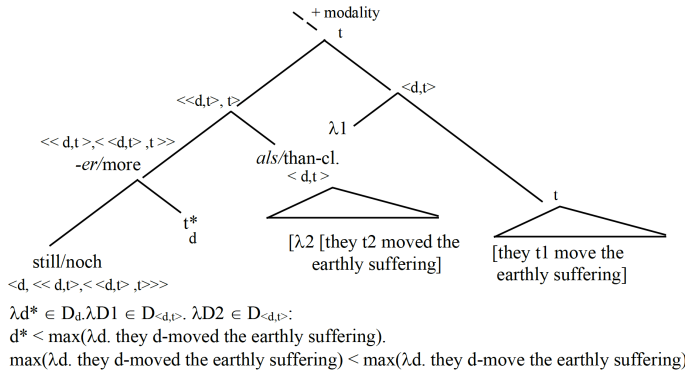 + modality
t
<<d,t>, t>
<d,t>
λ1
<< d,t >,< <d,t> ,t >>
-er/more
als/than-cl.
< d,t >
t
t*
d
still/noch
<d, << d,t>,< <d,t> ,t>>>
[λ2 [they t2 moved the
earthly suffering]
[they t1 move the
earthly suffering]
λd* ∈ Dd.λD1 ∈ D<d,t>. λD2 ∈ D<d,t>:
d* < max(λd. they d-moved the earthly suffering).
max(λd. they d-moved the earthly suffering) < max(λd. they d-move the earthly suffering)